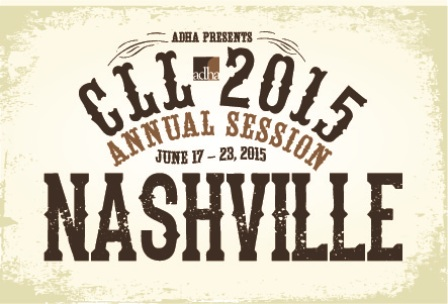 ADHA PRESENTS
CLL adha 2015
ANNUAL SESSION
JUNE 17 – 23, 2015
NASHVILLE